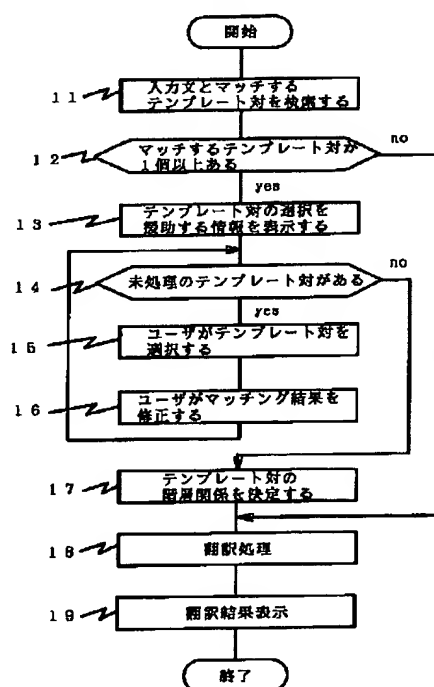 開始
11
入力文とマッチする
テンプレート対を検索する
12
マッチするテンプレート対が
1個以上ある
no
yes
13
テンプレート対の選択を
援助する情報を表示する
14
未処理のテンプレート対がある
no
yes
15
ユーザがテンプレート対を
選択する
16
ユーザがマッチング結果を
修正する
17
テンプレート対の
階層関係を決定する
18
翻訳処理
19
翻訳結果表示
終了